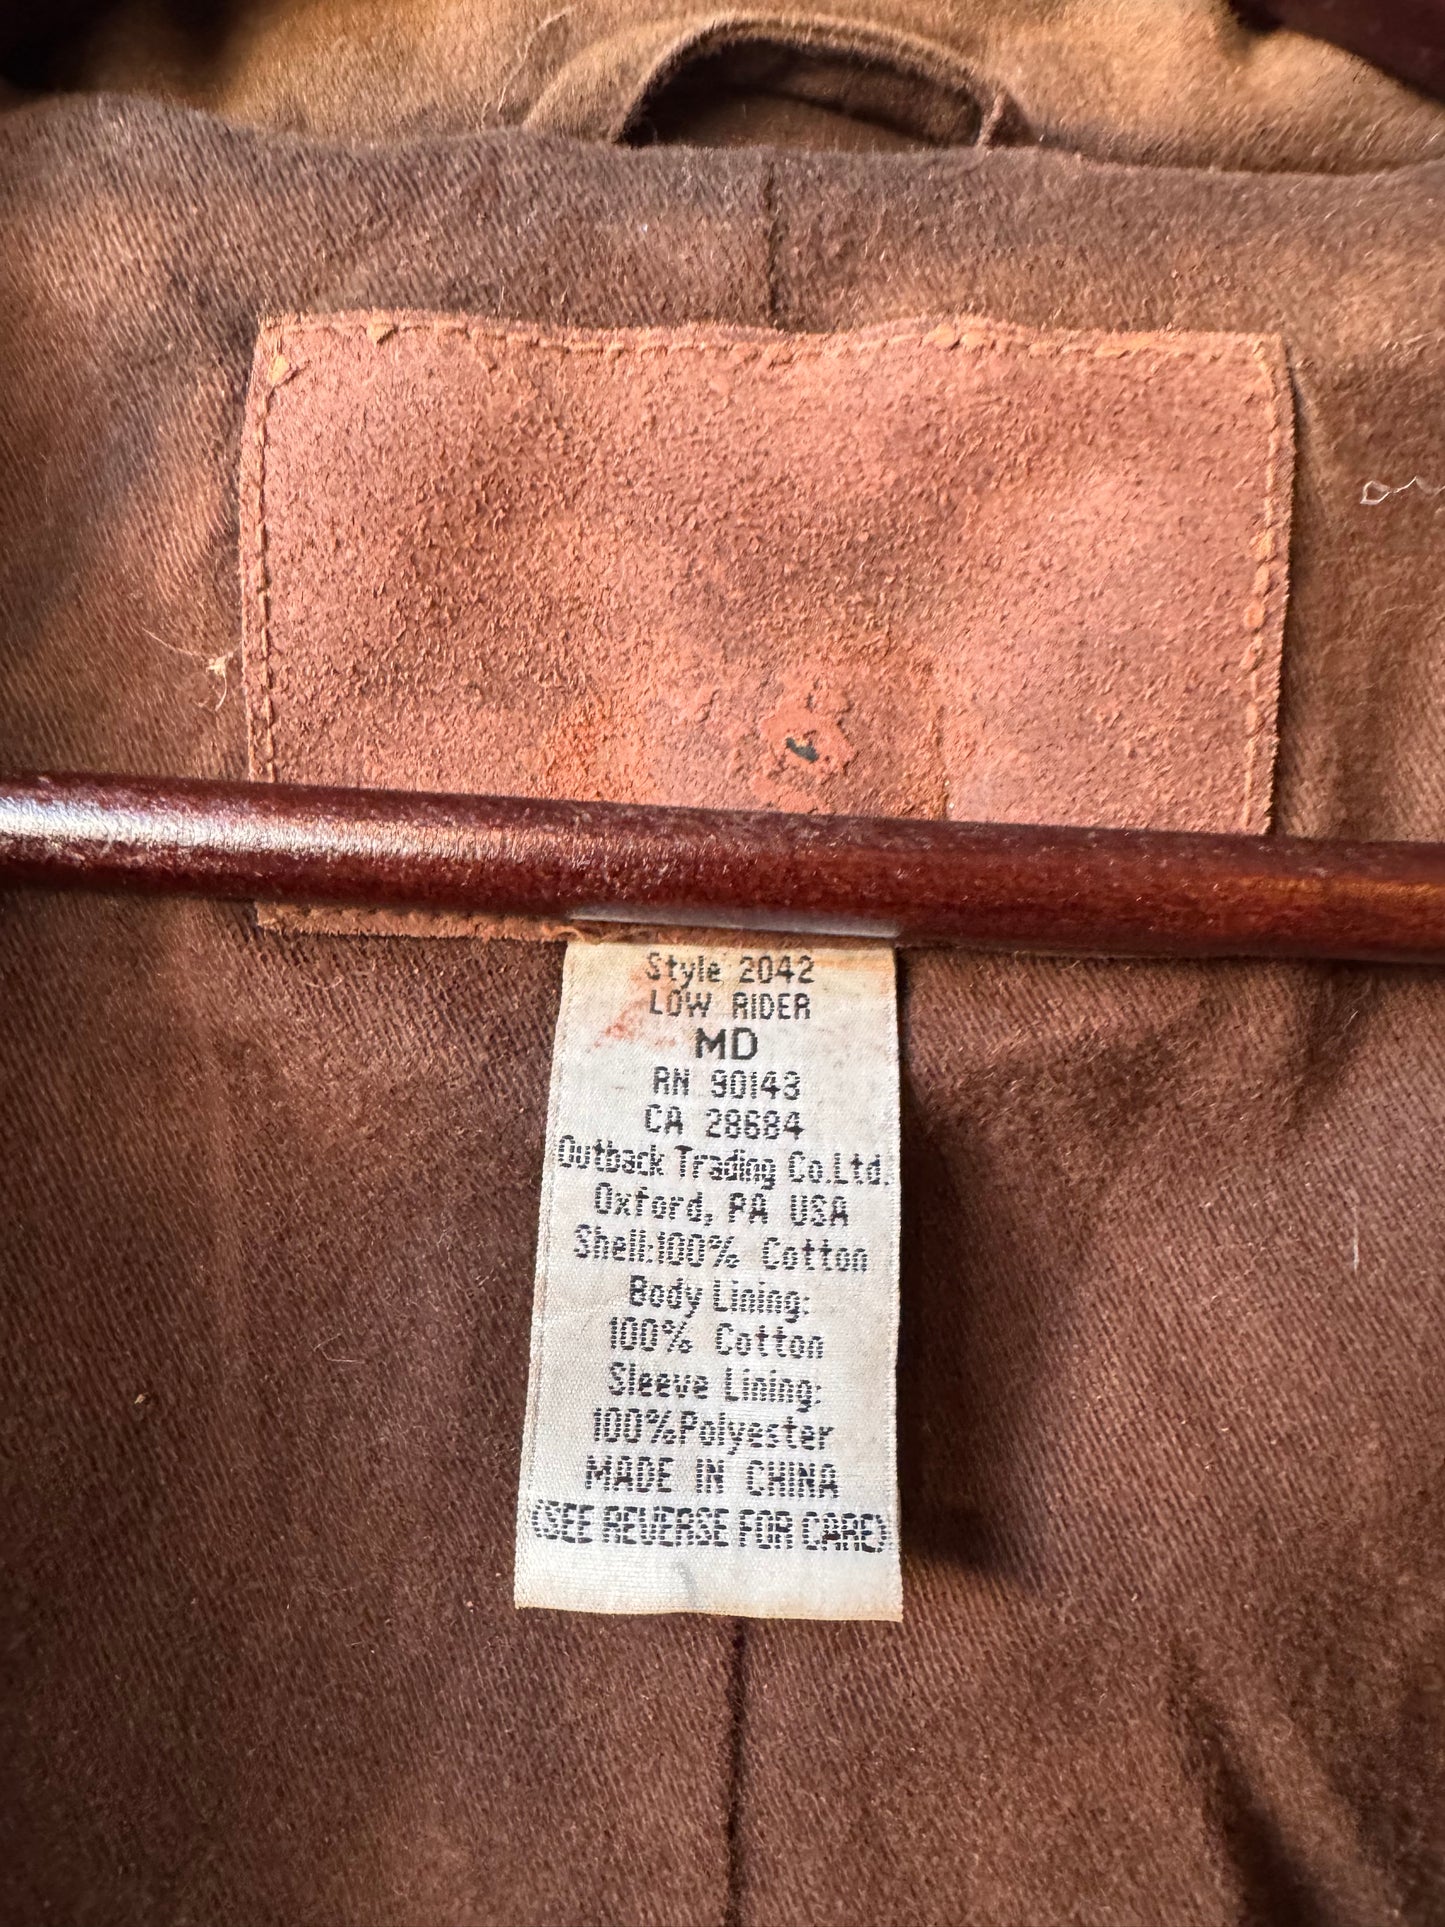 Style 2042
LOW RIDER
MD
RN 90143
CA 28684
Outback Trading Co.Ltd.
Oxford, PA USA
Shell:100% Cotton
Body Lining:
100% Cotton
Sleeve Lining:
100%Polyester
MADE IN CHINA
(SEE REVERSE FOR CARE)